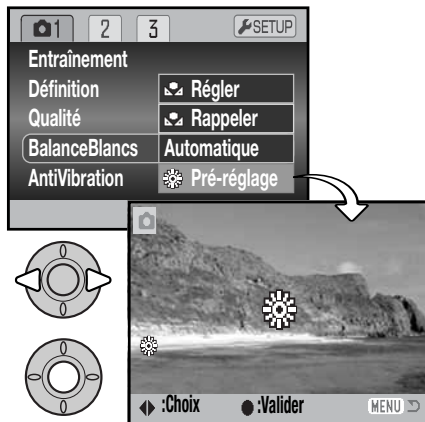 1 2 3 SETUP
Entraînement
Définition Régler
Qualité Rappeler
BalanceBlancs Automatique
AntiVibration Pré-réglage
:Choix :Valider MENU